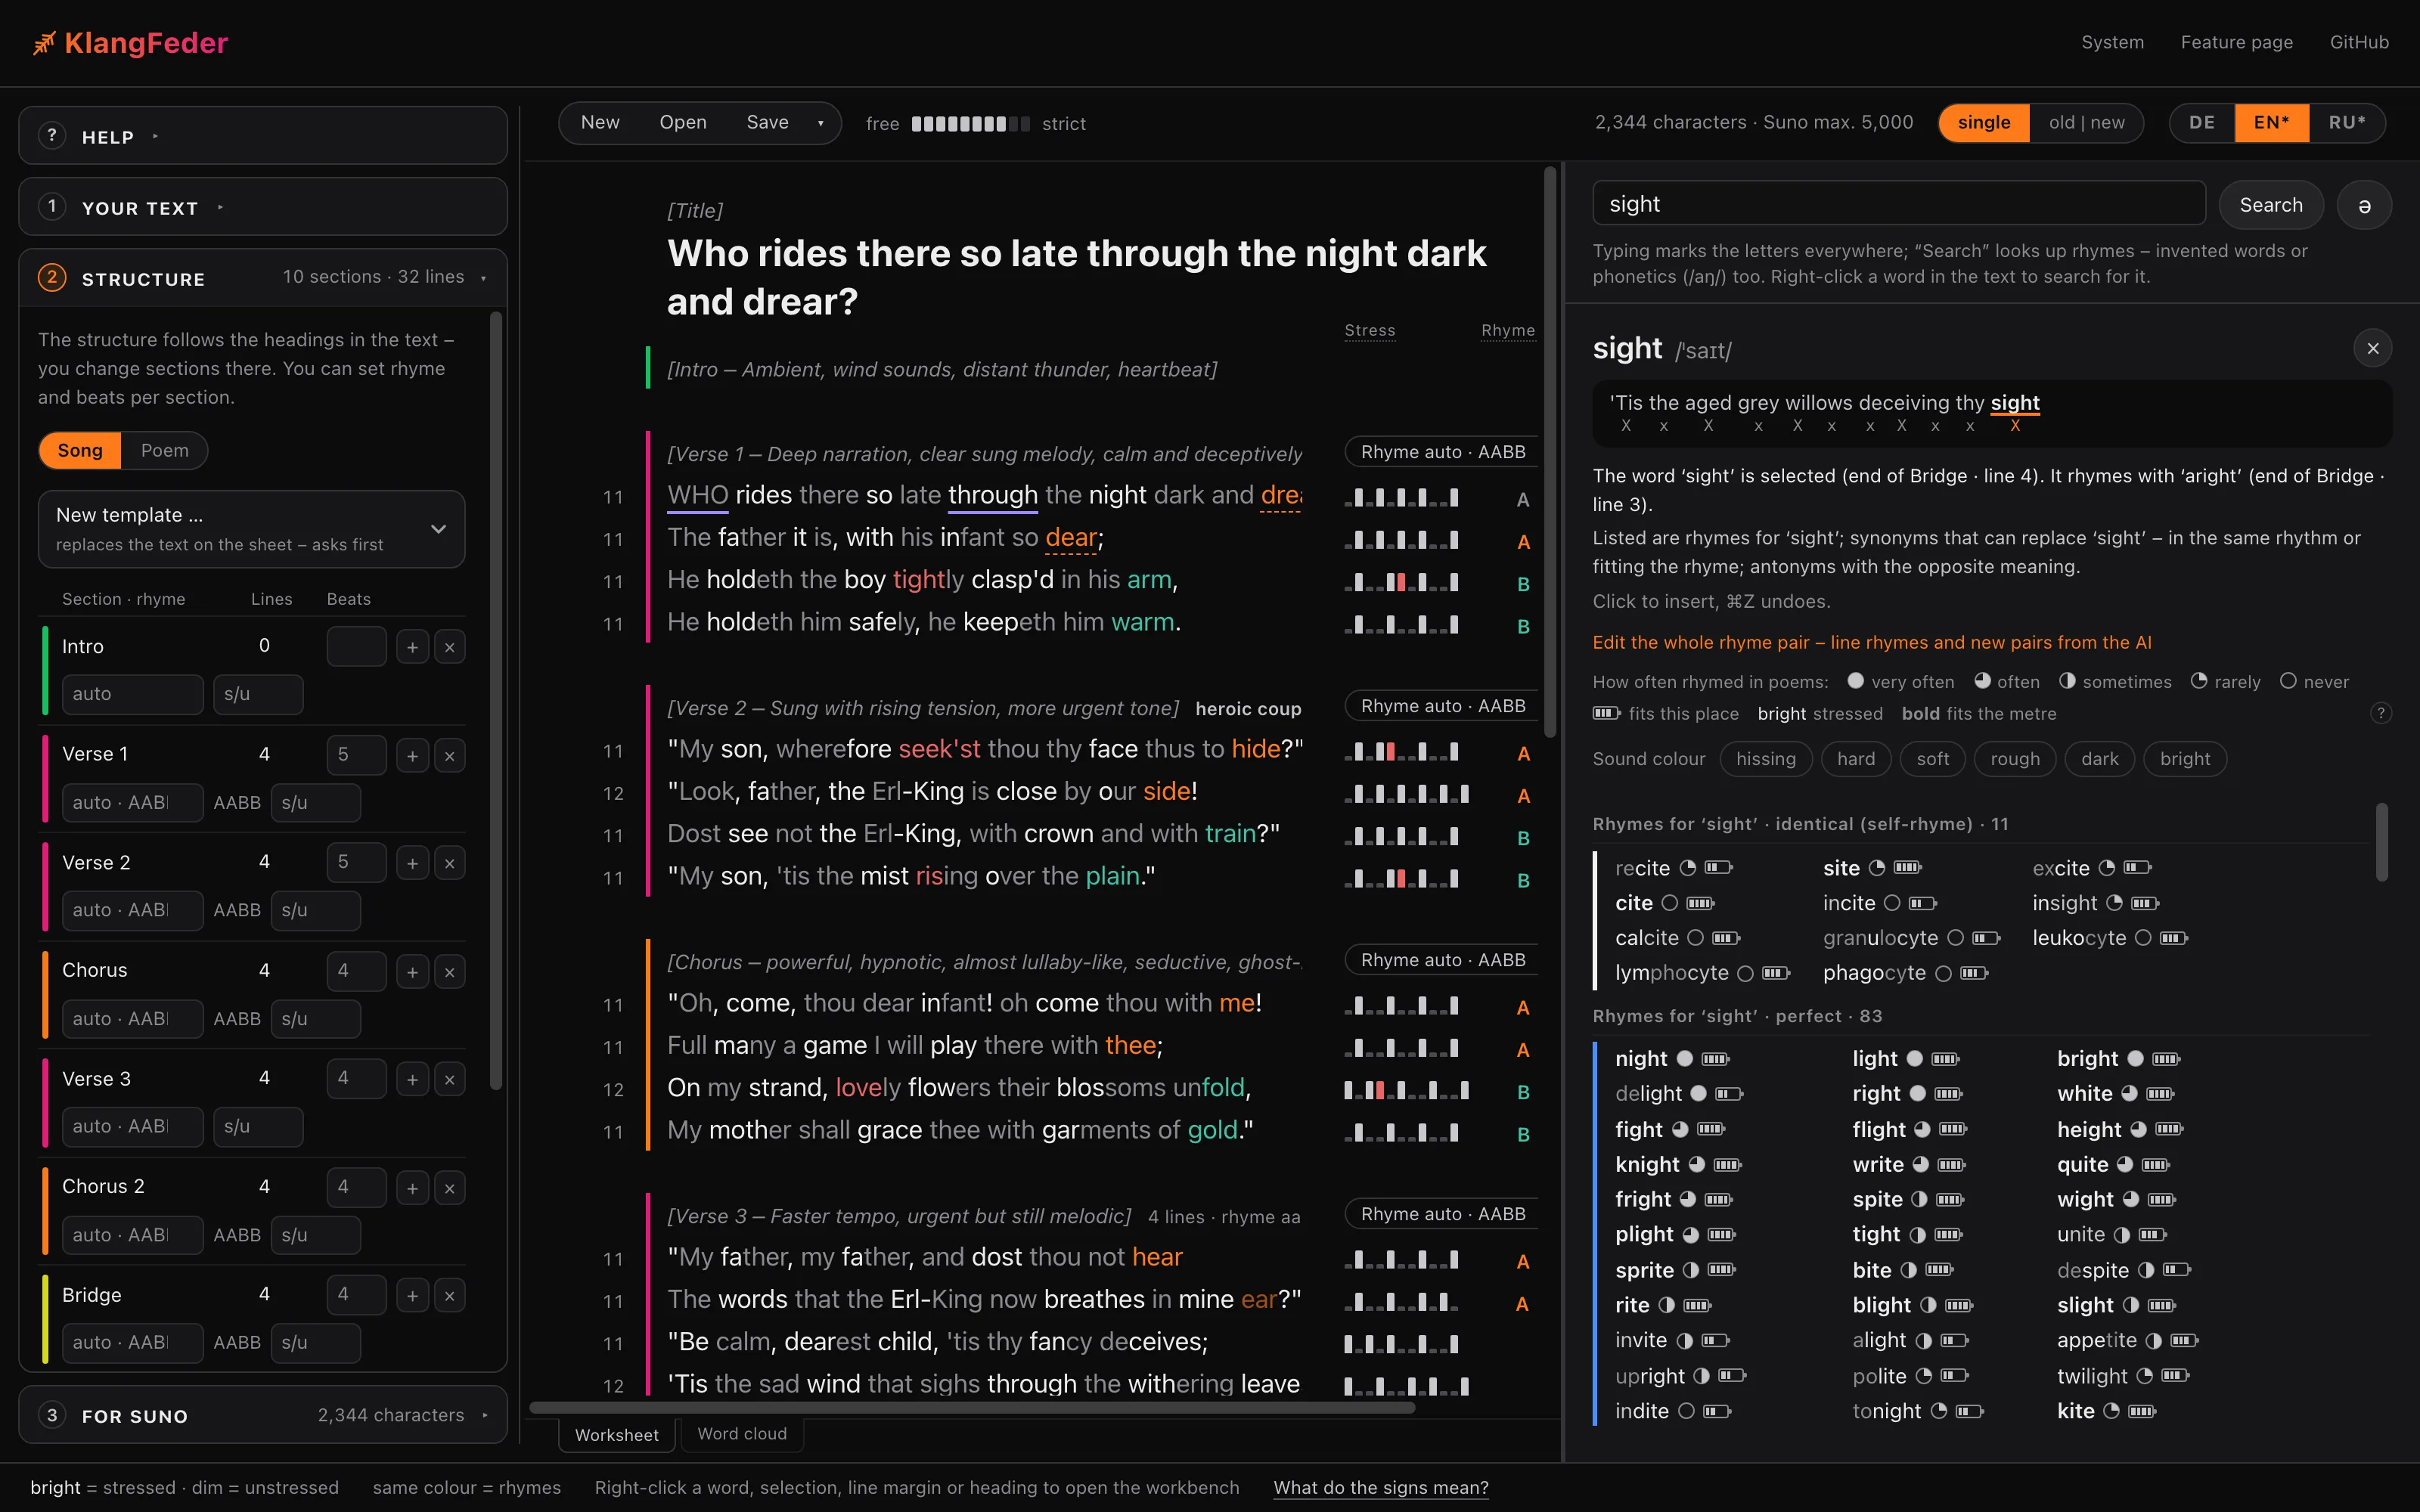 KlangFeder
System
Feature page
GitHub
? HELP
1 YOUR TEXT
2 STRUCTURE 10 sections · 32 lines
The structure follows the headings in the text –
you change sections there. You can set rhyme
and beats per section.
Song Poem
New template ...
replaces the text on the sheet – asks first
Section · rhyme Lines Beats
Intro 0 + ×
auto s/u
Verse 1 4 5 + ×
auto · AABB AABB s/u
Verse 2 4 5 + ×
auto · AABB AABB s/u
Chorus 4 4 + ×
auto · AABB AABB s/u
Verse 3 4 4 + ×
auto · AABB s/u
Chorus 2 4 4 + ×
auto · AABB AABB s/u
Bridge 4 4 + ×
auto · AABB AABB s/u
3 FOR SUNO 2,344 characters
New Open Save
free strict
2,344 characters · Suno max. 5,000
single old | new
DE EN* RU*
[Title]
Who rides there so late through the night dark
and drear?
Stress Rhyme
[Intro – Ambient, wind sounds, distant thunder, heartbeat]
[Verse 1 – Deep narration, clear sung melody, calm and deceptively Rhyme auto · AABB
11 WHO rides there so late through the night dark and drea A
11 The father it is, with his infant so dear; A
11 He holdeth the boy tightly clasp'd in his arm, B
11 He holdeth him safely, he keepeth him warm. B
[Verse 2 – Sung with rising tension, more urgent tone] heroic coup Rhyme auto · AABB
11 "My son, wherefore seek'st thou thy face thus to hide?" A
12 "Look, father, the Erl-King is close by our side! A
11 Dost see not the Erl-King, with crown and with train?" B
11 "My son, 'tis the mist rising over the plain." B
[Chorus – powerful, hypnotic, almost lullaby-like, seductive, ghost- Rhyme auto · AABB
11 "Oh, come, thou dear infant! oh come thou with me! A
11 Full many a game I will play there with thee; A
12 On my strand, lovely flowers their blossoms unfold, B
11 My mother shall grace thee with garments of gold." B
[Verse 3 – Faster tempo, urgent but still melodic] 4 lines · rhyme aa Rhyme auto · AABB
11 "My father, my father, and dost thou not hear A
11 The words that the Erl-King now breathes in mine ear?" A
11 "Be calm, dearest child, 'tis thy fancy deceives;
12 'Tis the sad wind that sighs through the withering leave
Worksheet Word cloud
sight Search ə
Typing marks the letters everywhere; “Search” looks up rhymes – invested words or
phonetics (/aŋ/) too. Right-click a word in the text to search for it.
sight /ˈsaɪt/ ×
'Tis the aged grey willows deceiving thy sight
X x X x X x x X x x X
The word ‘sight’ is selected (end of Bridge · line 4). It rhymes with ‘aright’ (end of Bridge ·
line 3).
Listed are rhymes for ‘sight’; synonyms that can replace ‘sight’ – in the same rhythm or
fitting the rhyme; antonyms with the opposite meaning.
Click to insert, ⌘Z undoes.
Edit the whole rhyme pair – line rhymes and new pairs from the AI
How often rhymed in poems: very often often sometimes rarely never
fits this place bright stressed bold fits the metre ?
Sound colour hissing hard soft rough dark bright
Rhymes for ‘sight’ · identical (self-rhyme) · 11
recite site excite
cite incite insight
calcite granulocyte leukocyte
lymphocyte phagocyte
Rhymes for ‘sight’ · perfect · 83
night light bright
delight right white
fight flight height
knight write quite
fright spite wight
plight tight unite
sprite bite despite
rite blight slight
invite alight appetite
upright polite twilight
indite tonight kite
bright = stressed · dim = unstressed same colour = rhymes Right-click a word, selection, line margin or heading to open the workbench What do the signs mean?